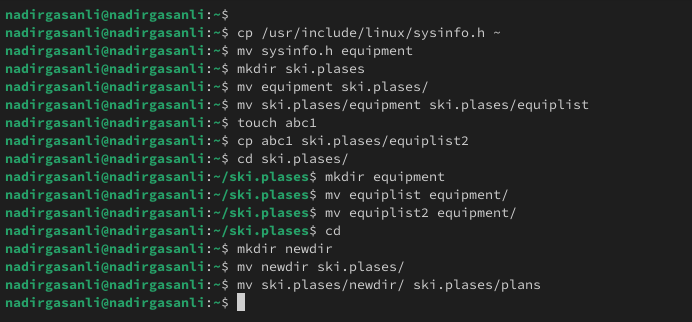 nadirgasanli@nadirgasanli:~$
nadirgasanli@nadirgasanli:~$ cp /usr/include/linux/sysinfo.h ~
nadirgasanli@nadirgasanli:~$ mv sysinfo.h equipment
nadirgasanli@nadirgasanli:~$ mkdir ski.plases
nadirgasanli@nadirgasanli:~$ mv equipment ski.plases/
nadirgasanli@nadirgasanli:~$ mv ski.plases/equipment ski.plases/equiplist
nadirgasanli@nadirgasanli:~$ touch abc1
nadirgasanli@nadirgasanli:~$ cp abc1 ski.plases/equiplist2
nadirgasanli@nadirgasanli:~$ cd ski.plases/
nadirgasanli@nadirgasanli:~/ski.plases$ mkdir equipment
nadirgasanli@nadirgasanli:~/ski.plases$ mv equiplist equipment/
nadirgasanli@nadirgasanli:~/ski.plases$ mv equiplist2 equipment/
nadirgasanli@nadirgasanli:~/ski.plases$ cd
nadirgasanli@nadirgasanli:~$ mkdir newdir
nadirgasanli@nadirgasanli:~$ mv newdir ski.plases/
nadirgasanli@nadirgasanli:~$ mv ski.plases/newdir/ ski.plases/plans
nadirgasanli@nadirgasanli:~$